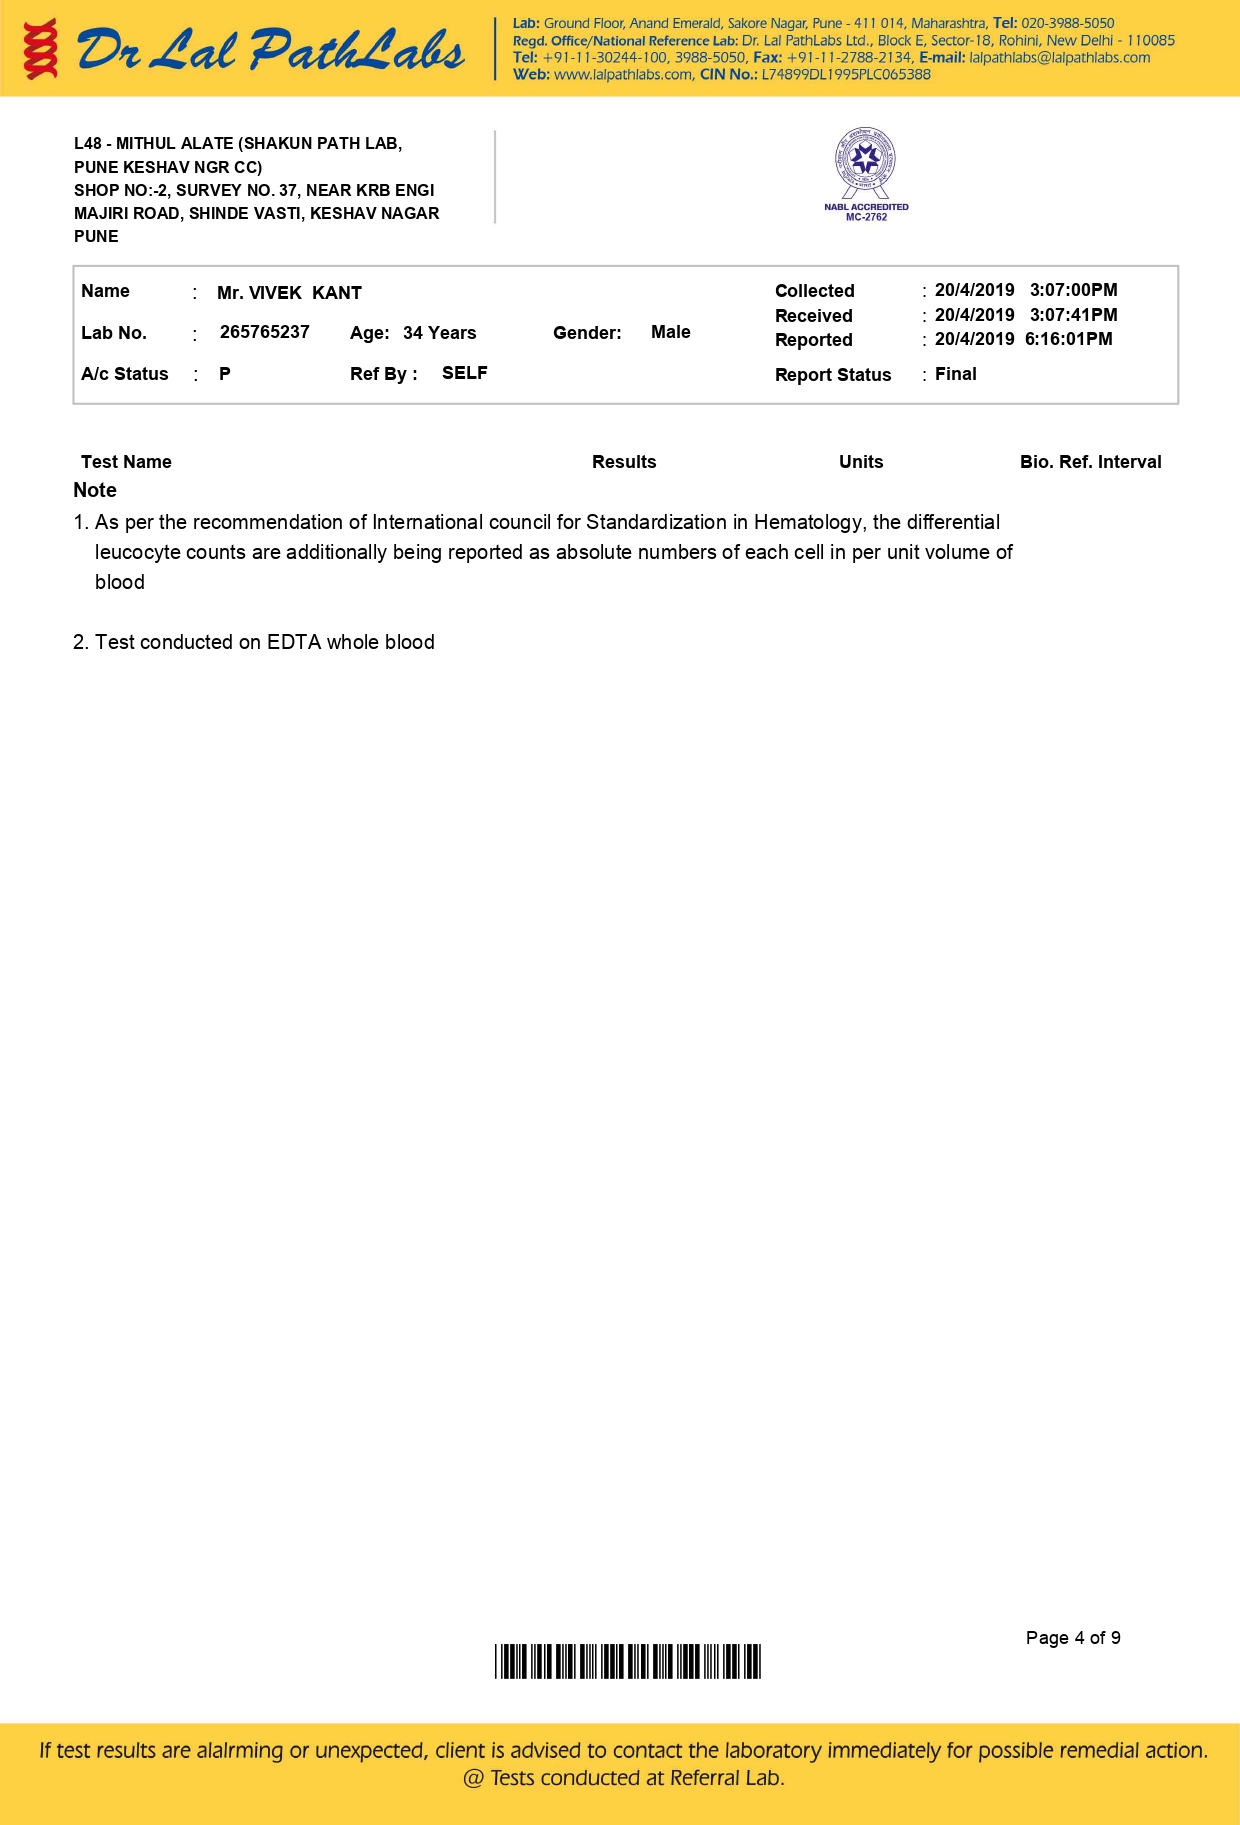 Dr Lal PathLabs
Lab: Ground Floor, Anand Emerald, Sakore Nagar, Pune - 411 014, Maharashtra, Tel: 020-3988-5050
Regd. Office/National Reference Lab: Dr. Lal PathLabs Ltd., Block E, Sector-18, Rohini, New Delhi - 110085
Tel: +91-11-30244-100, 3988-5050, Fax: +91-11-2788-2134, E-mail: lalpathlabs@lalpathlabs.com
Web: www.lalpathlabs.com, CIN No.: L74899DL1995PLC065388
L48 - MITHUL ALATE (SHAKUN PATH LAB,
PUNE KESHAV NGR CC)
SHOP NO:-2, SURVEY NO. 37, NEAR KRB ENGI
MAJIRI ROAD, SHINDE VASTI, KESHAV NAGAR
PUNE
NABL ACCREDITED
MC-2762
Name : Mr. VIVEK KANT
Lab No. : 265765237 Age: 34 Years Gender: Male
A/c Status : P Ref By : SELF
Collected : 20/4/2019 3:07:00PM
Received : 20/4/2019 3:07:41PM
Reported : 20/4/2019 6:16:01PM
Report Status : Final
Test Name Results Units Bio. Ref. Interval
Note
1. As per the recommendation of International council for Standardization in Hematology, the differential
leucocyte counts are additionally being reported as absolute numbers of each cell in per unit volume of
blood
2. Test conducted on EDTA whole blood
Page 4 of 9
If test results are alalrming or unexpected, client is advised to contact the laboratory immediately for possible remedial action.
@ Tests conducted at Referral Lab.